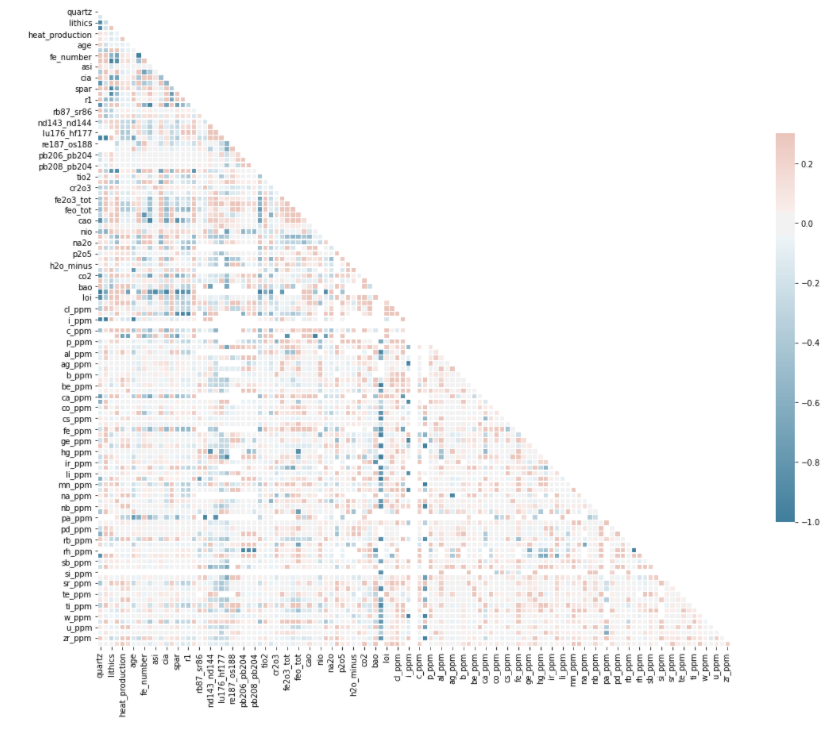 quartz
lithics
heat_production
age
fe_number
asi
cia
spar
r1
rb87_sr86
nd143_nd144
lu176_hf177
re187_os188
pb206_pb204
pb208_pb204
tio2
cr2o3
fe2o3_tot
feo_tot
cao
nio
na2o
p2o5
h2o_minus
co2
bao
loi
cl_ppm
i_ppm
c_ppm
p_ppm
al_ppm
ag_ppm
b_ppm
be_ppm
ca_ppm
co_ppm
cs_ppm
fe_ppm
ge_ppm
hg_ppm
ir_ppm
li_ppm
mn_ppm
na_ppm
nb_ppm
pa_ppm
pd_ppm
rb_ppm
rh_ppm
sb_ppm
si_ppm
sr_ppm
te_ppm
ti_ppm
w_ppm
u_ppm
zr_ppm
quartz
lithics
heat_production
age
fe_number
asi
cia
spar
r1
rb87_sr86
nd143_nd144
lu176_hf177
re187_os188
pb206_pb204
pb208_pb204
tio2
cr2o3
fe2o3_tot
feo_tot
cao
nio
na2o
p2o5
h2o_minus
co2
bao
loi
cl_ppm
i_ppm
c_ppm
p_ppm
al_ppm
ag_ppm
b_ppm
be_ppm
ca_ppm
co_ppm
cs_ppm
fe_ppm
ge_ppm
hg_ppm
ir_ppm
li_ppm
mn_ppm
na_ppm
nb_ppm
pa_ppm
pd_ppm
rb_ppm
rh_ppm
sb_ppm
si_ppm
sr_ppm
te_ppm
ti_ppm
w_ppm
u_ppm
zr_ppm
0.2
0.0
−0.2
−0.4
−0.6
−0.8
−1.0